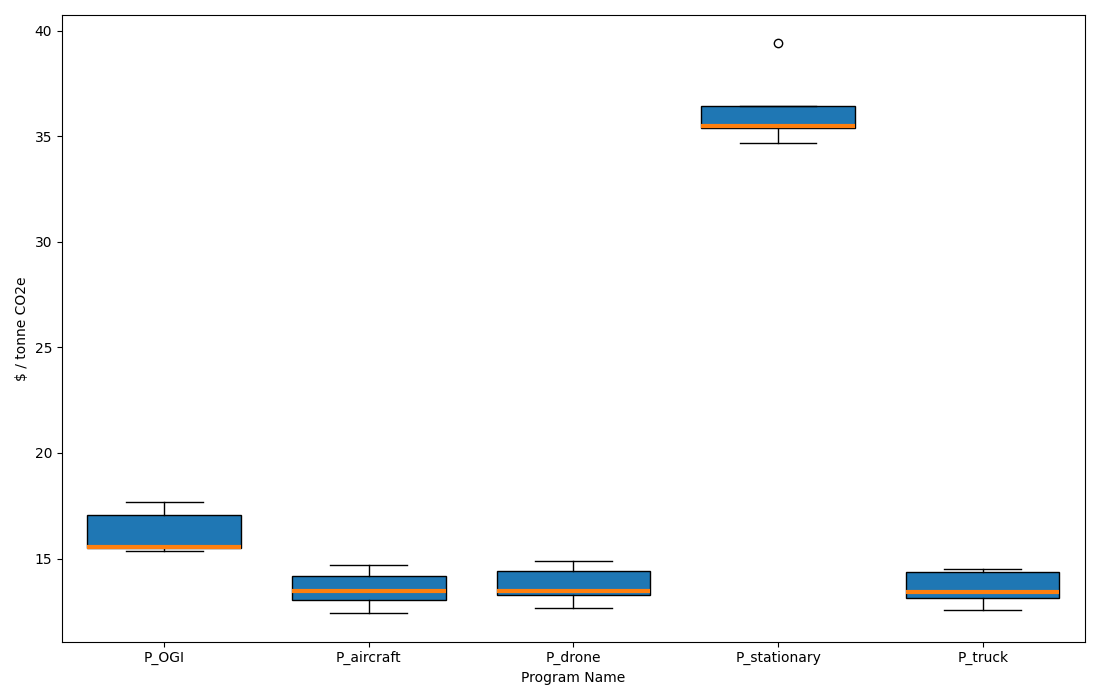 $ / tonne CO2e
40
35
30
25
20
15
P_OGI
P_aircraft
P_drone
P_stationary
P_truck
Program Name